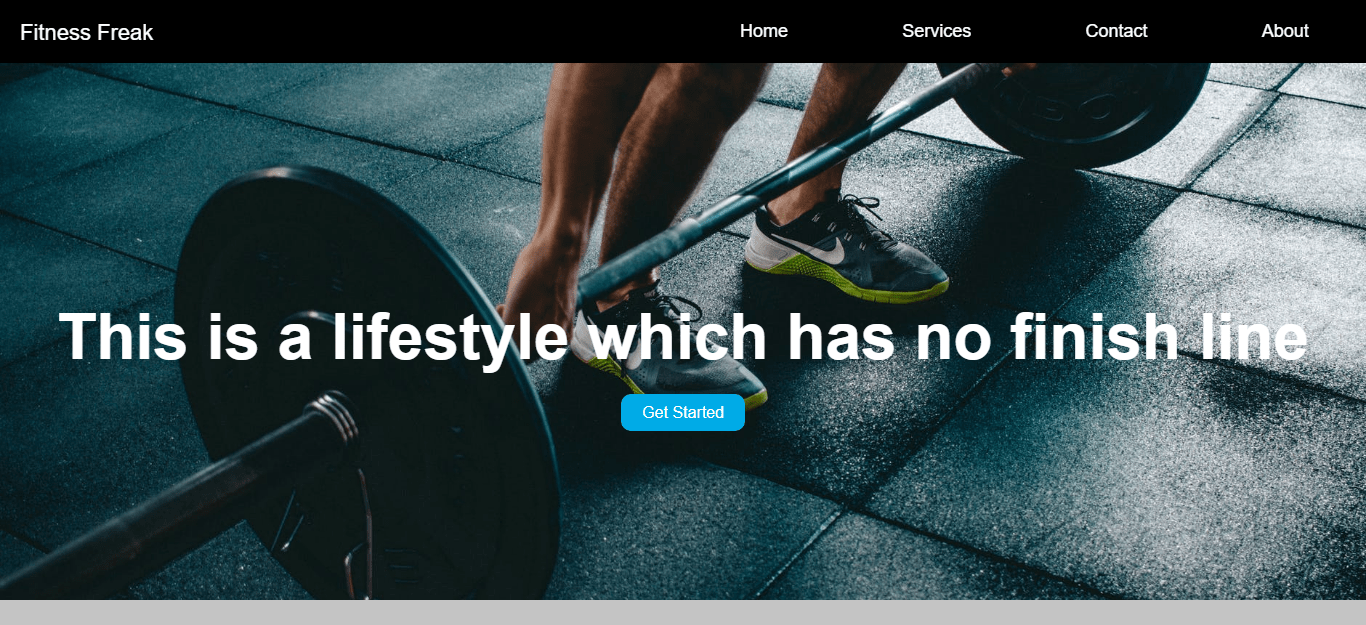 Fitness Freak
Home
Services
Contact
About
This is a lifestyle which has no finish line
Get Started